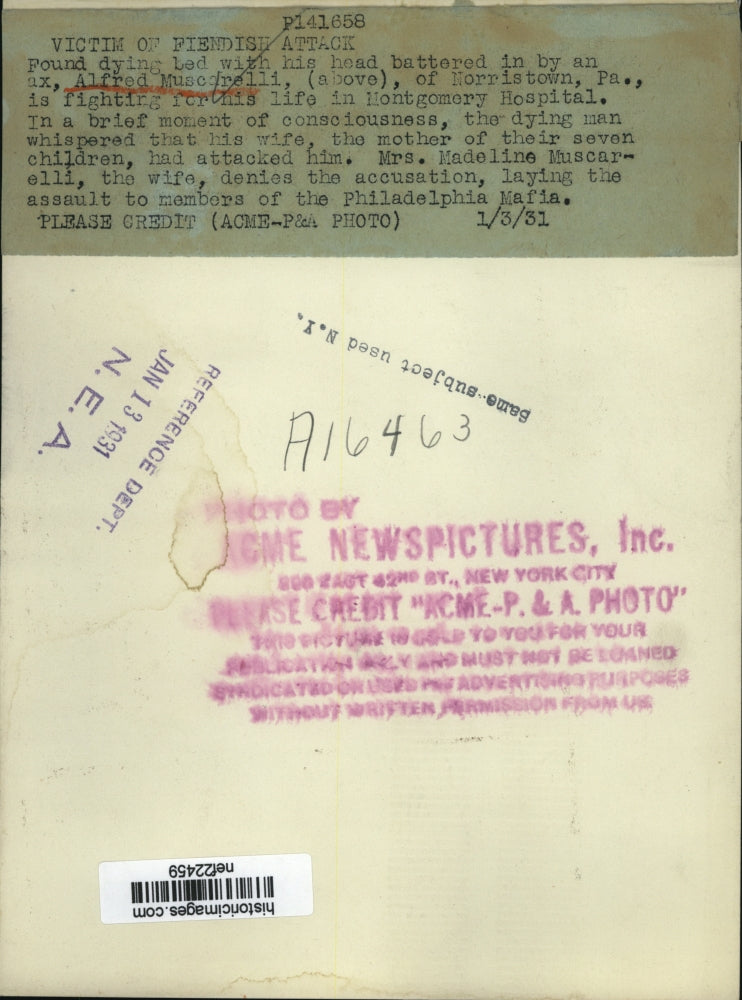 P141658
VICTIM OF FIENDISH ATTACK
Found dying bed with his head battered in by an
ax, Alfred Muscarelli, (above), of Norristown, Pa.,
is fighting for his life in Montgomery Hospital.
In a brief moment of consciousness, the dying man
whispered that his wife, the mother of their seven
children, had attacked him. Mrs. Madeline Muscar-
elli, the wife, denies the accusation, laying the
assault to members of the Philadelphia Mafia.
PLEASE CREDIT (ACME-P&A PHOTO) 1/3/31
same subject used N.Y.
REFERENCE DEPT.
JAN 13 1931
N. E. A.
A16463
PHOTO BY
ACME NEWSPICTURES, Inc.
EAST 42ND ST., NEW YORK CITY
PLEASE CREDIT "ACME-P. & A. PHOTO"
THIS PICTURE IS SOLD TO YOU FOR YOUR
PUBLICATION ONLY AND MUST NOT BE LOANED
SYNDICATED OR USED FOR ADVERTISING PURPOSES
WITHOUT WRITTEN PERMISSION FROM US
historicimages.com
nef22459